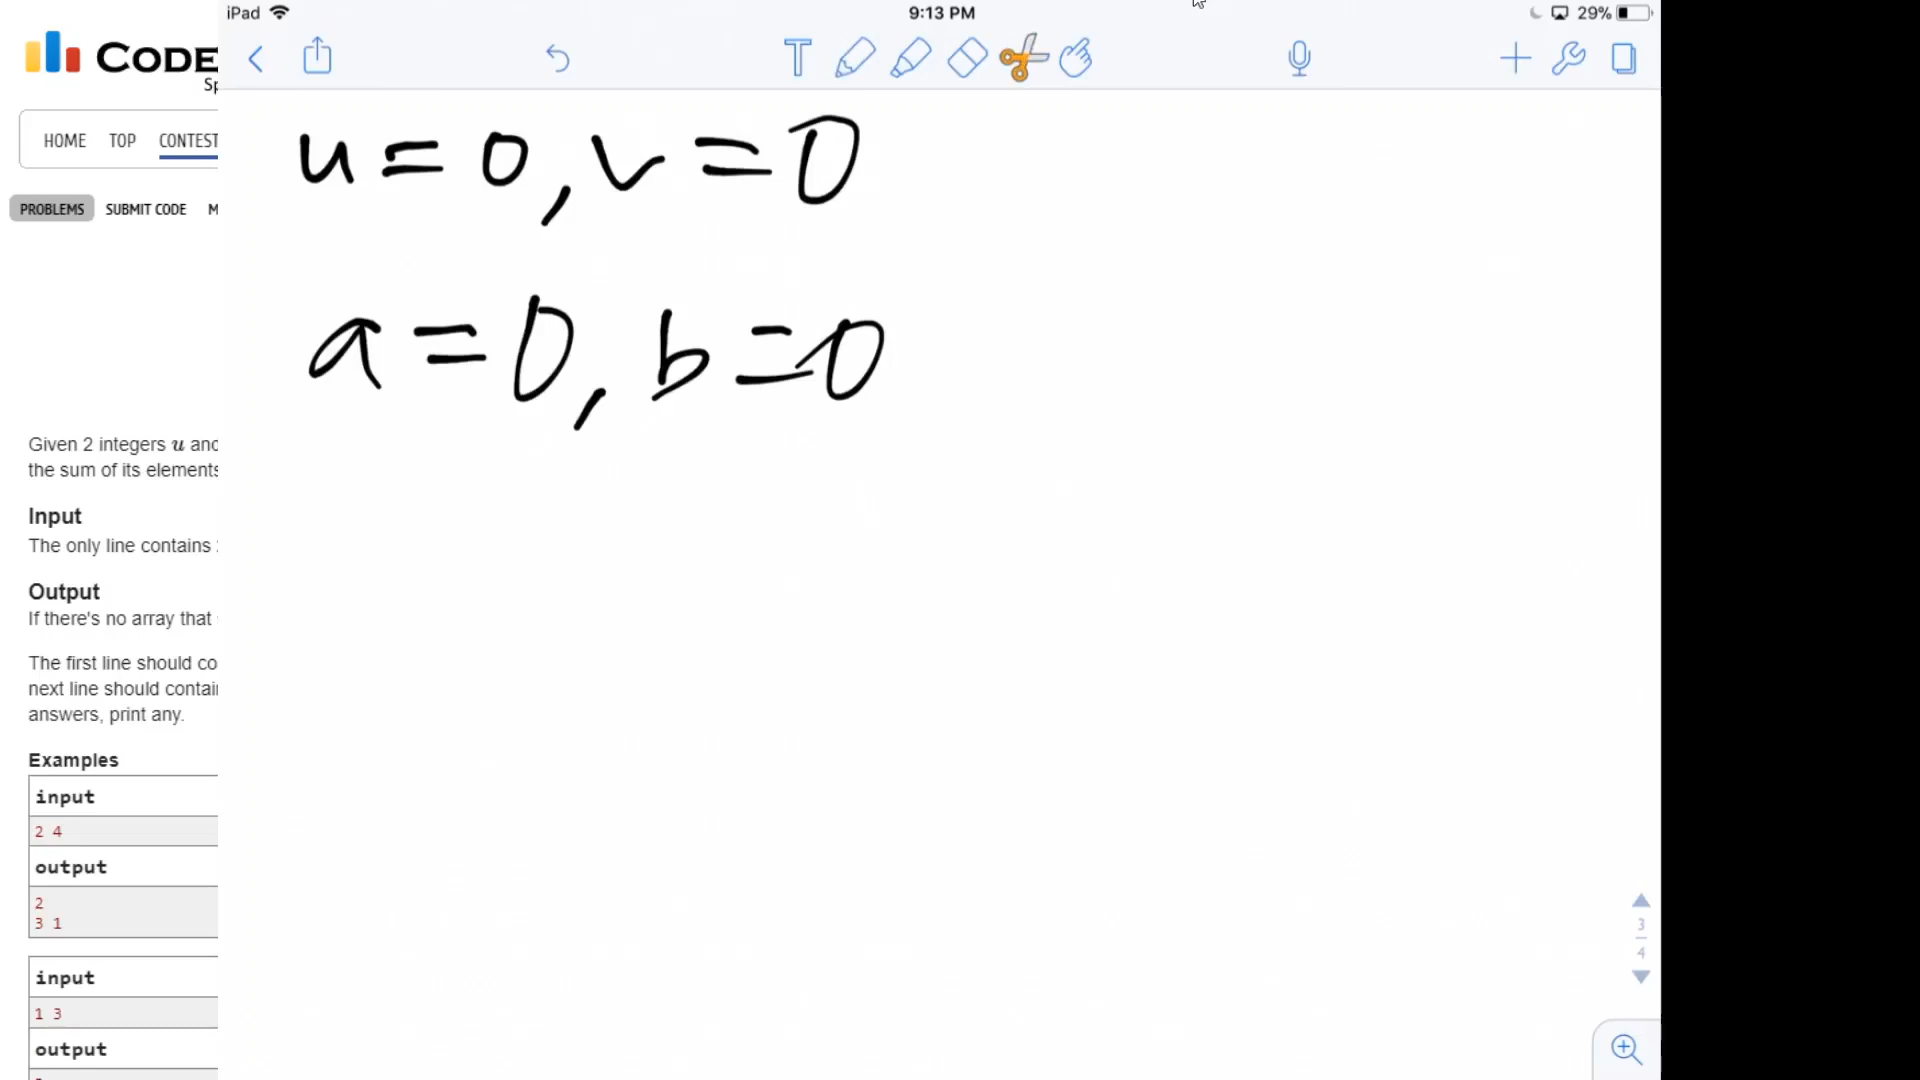 iPad
9:13 PM
29%
CODE
Sp
HOME TOP CONTEST
PROBLEMS SUBMIT CODE M
u = 0, v = 0
a = 0, b = 0
Given 2 integers u and
the sum of its elements
Input
The only line contains
Output
If there's no array that
The first line should co
next line should contai
answers, print any.
Examples
input
2 4
output
2
3 1
input
1 3
output
T
3
4